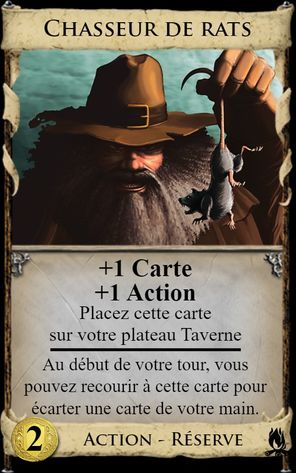 CHASSEUR DE RATS
+1 Carte
+1 Action
Placez cette carte
sur votre plateau Taverne
Au début de votre tour, vous
pouvez recourir à cette carte pour
écarter une carte de votre main.
2
ACTION - RÉSERVE